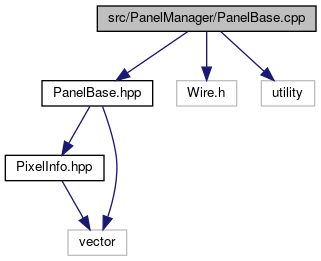 src/PanelManager/PanelBase.cpp
PanelBase.hpp
Wire.h
utility
PixelInfo.hpp
vector